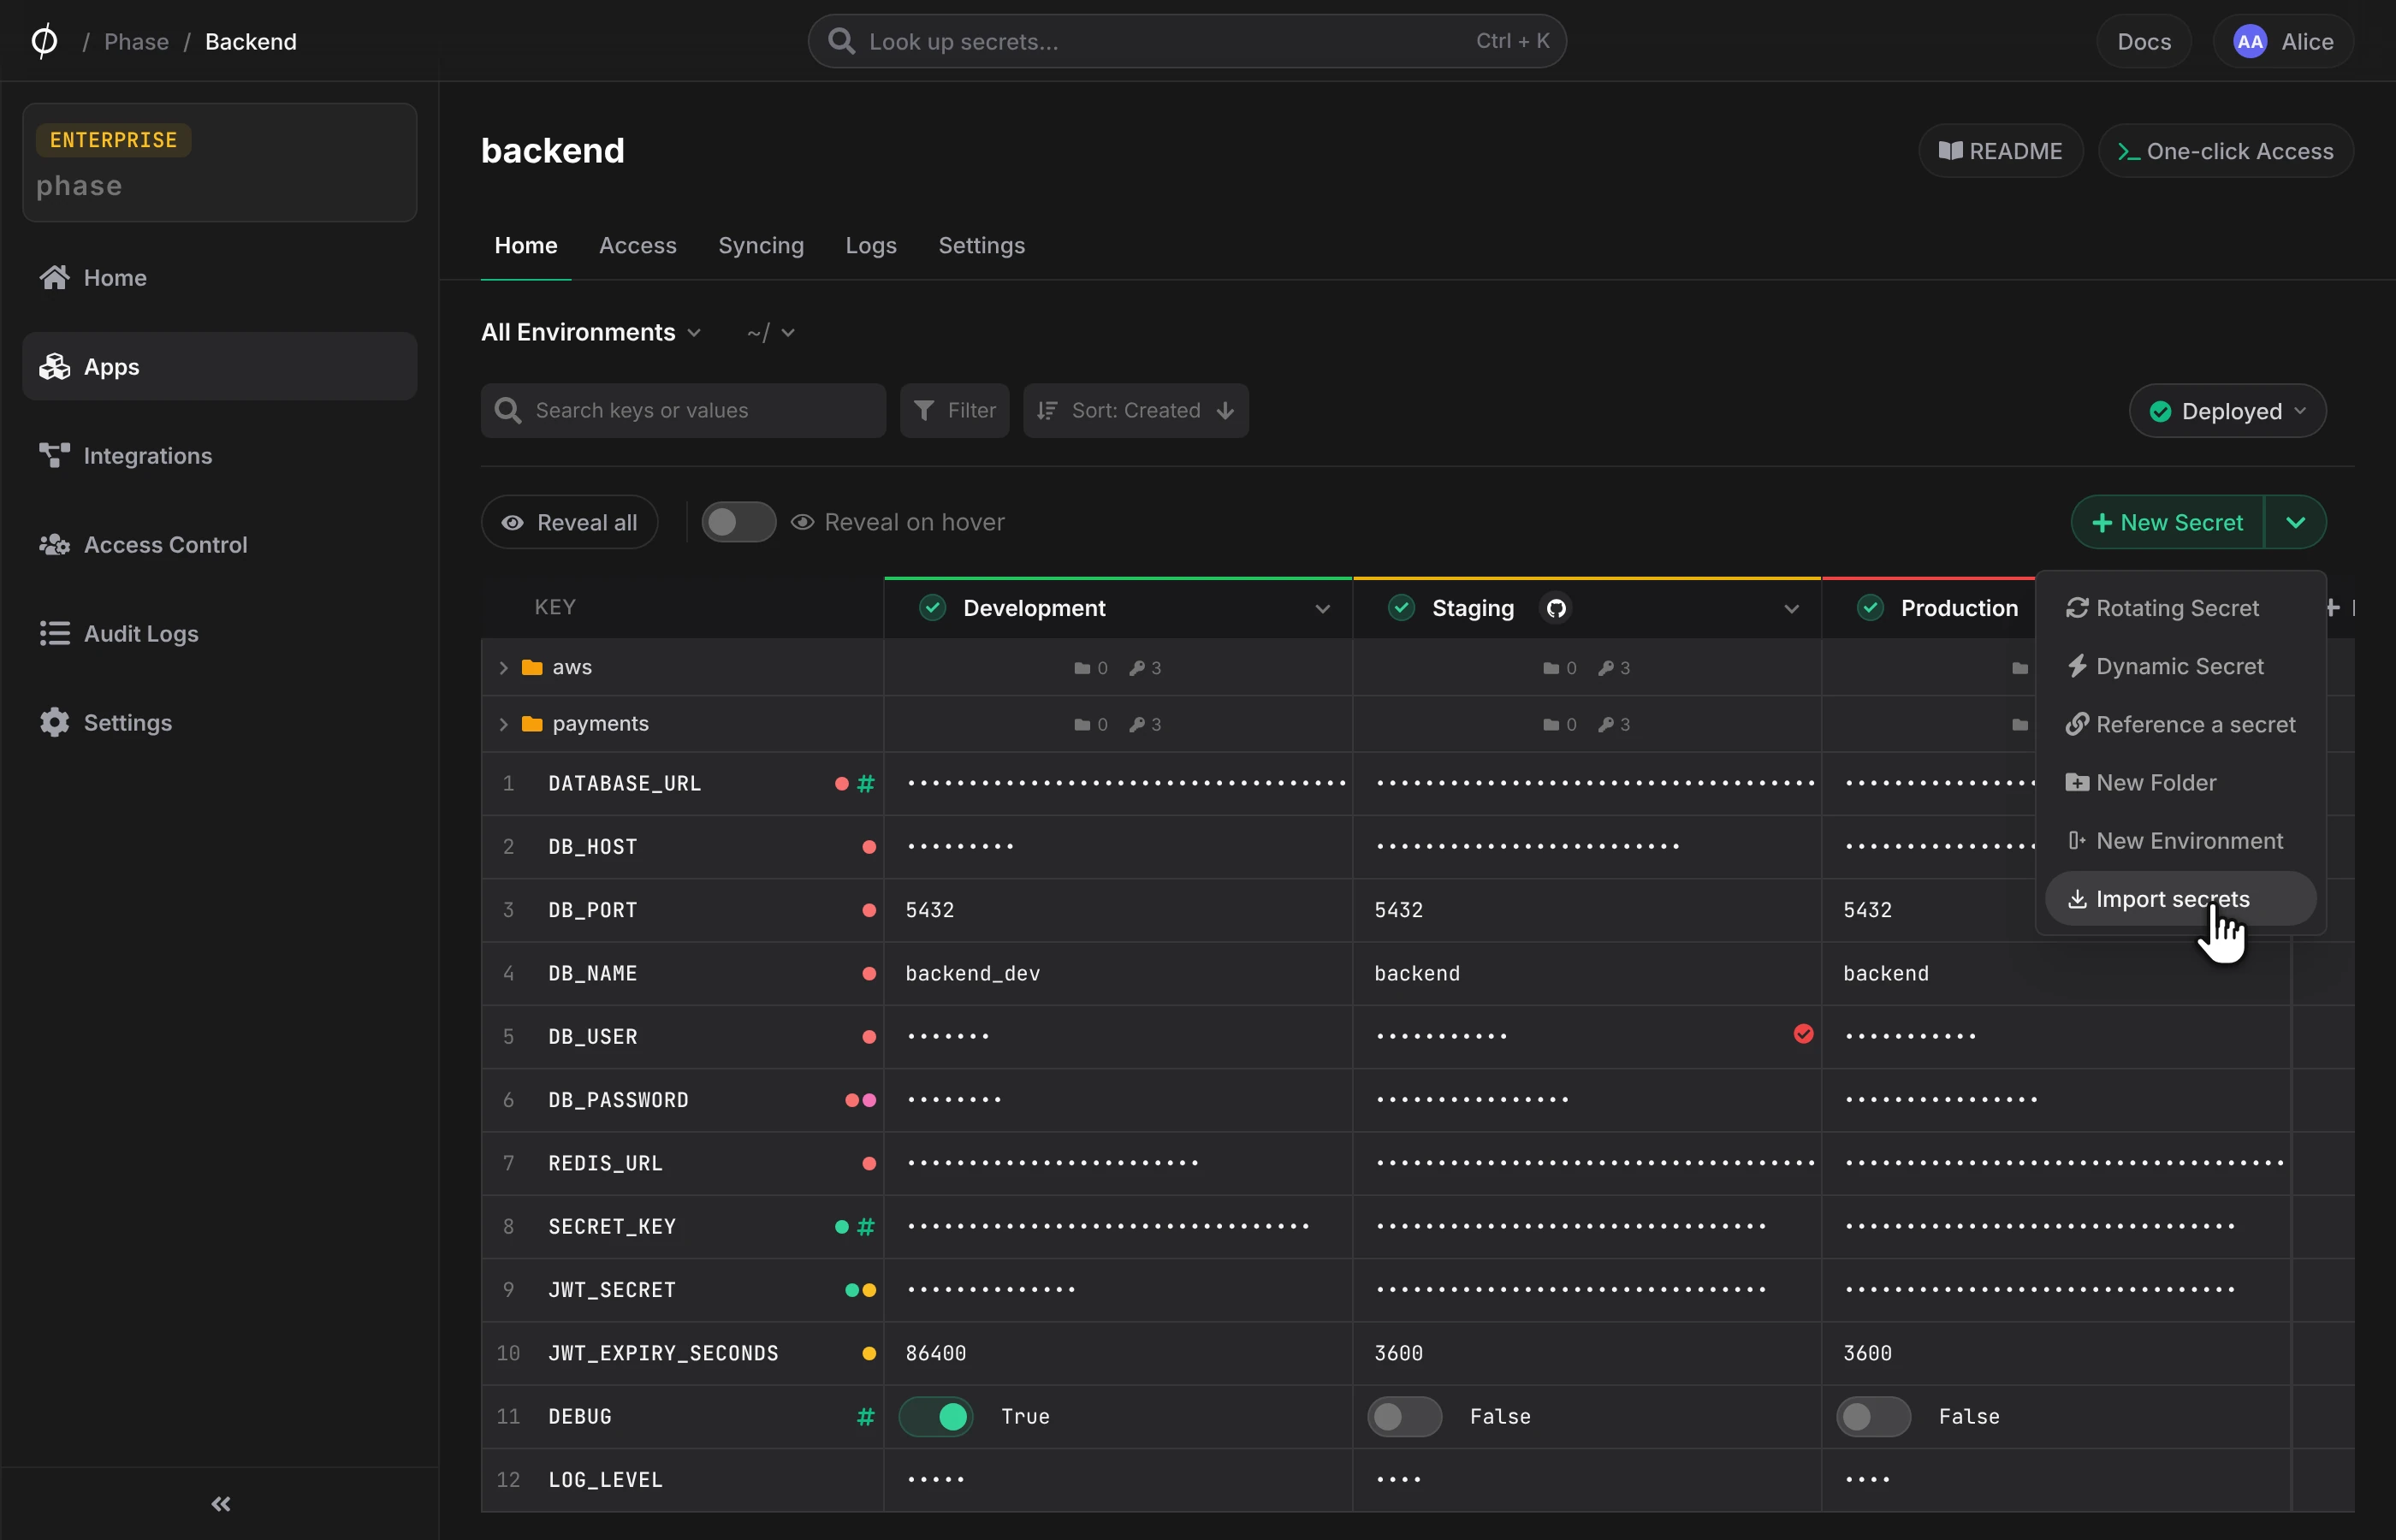 / Phase / Backend
Look up secrets...
Ctrl + K
Docs
AA
Alice
ENTERPRISE
phase
Home
Apps
Integrations
Access Control
Audit Logs
Settings
backend
README
One-click Access
Home
Access
Syncing
Logs
Settings
All Environments
~/
Search keys or values
Filter
Sort: Created
Deployed
Reveal all
Reveal on hover
New Secret
Rotating Secret
Dynamic Secret
Reference a secret
New Folder
New Environment
Import secrets
KEY
Development
Staging
Production
aws
0 3
0 3
payments
0 3
0 3
1 DATABASE_URL # •••••••••••••••••••••••••••••••• •••••••••••••••••••••••••••••••• ••••••••••••••
2 DB_HOST ••••••••• ••••••••••••••••••••••••• ••••••••••••••
3 DB_PORT 5432 5432 5432
4 DB_NAME backend_dev backend backend
5 DB_USER ••••••• ••••••••••• •••••••••••
6 DB_PASSWORD •••••••• •••••••••••••••• ••••••••••••••••
7 REDIS_URL •••••••••••••••••••••••• •••••••••••••••••••••••••••••••• ••••••••••••••••••••••••••••••••
8 SECRET_KEY # ••••••••••••••••••••••••••••••••• •••••••••••••••••••••••••••••••• ••••••••••••••••••••••••••••••••
9 JWT_SECRET •••••••••••••• •••••••••••••••••••••••••••••••• ••••••••••••••••••••••••••••••••
10 JWT_EXPIRY_SECONDS 86400 3600 3600
11 DEBUG # True False False
12 LOG_LEVEL ••••• •••• ••••